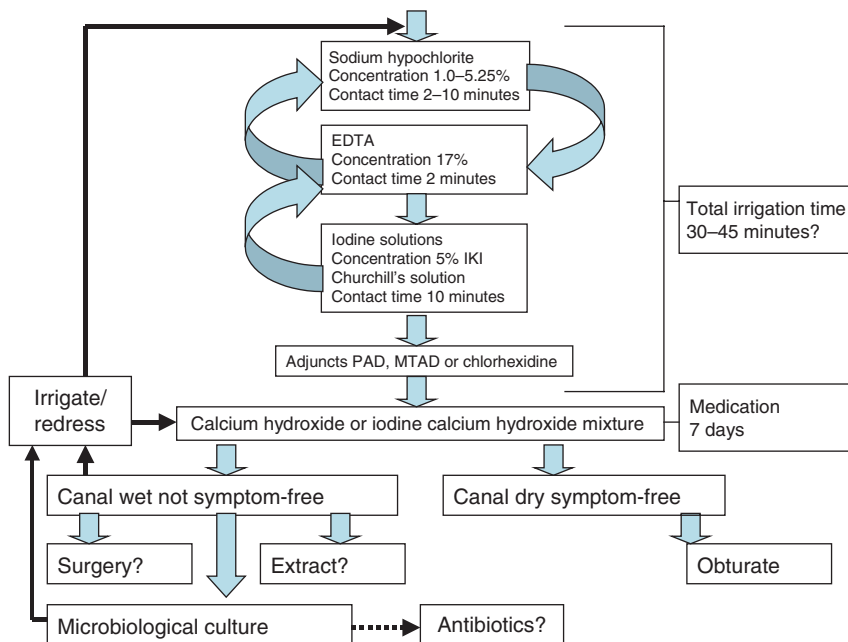 Sodium hypochlorite
Concentration 1.0–5.25%
Contact time 2–10 minutes
EDTA
Concentration 17%
Contact time 2 minutes
Total irrigation time
30–45 minutes?
Iodine solutions
Concentration 5% IKI
Churchill's solution
Contact time 10 minutes
Adjuncts PAD, MTAD or chlorhexidine
Irrigate/
redress
Calcium hydroxide or iodine calcium hydroxide mixture
Medication
7 days
Canal wet not symptom-free
Canal dry symptom-free
Surgery?
Extract?
Obturate
Microbiological culture
Antibiotics?